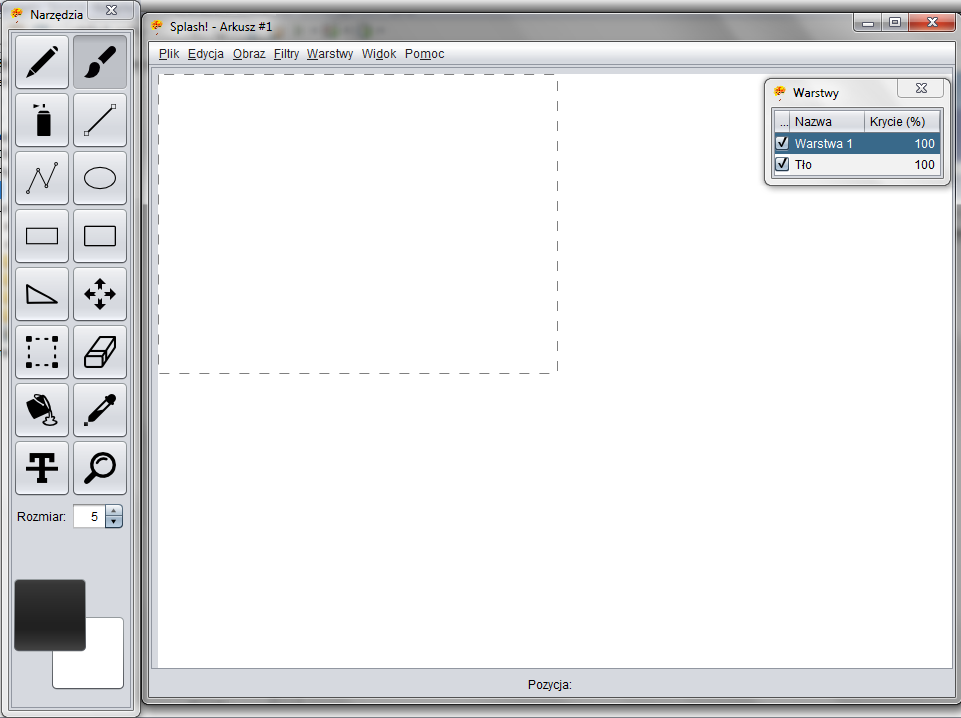 Narzędzia
Rozmiar: 5
Splash! - Arkusz #1
Plik Edycja Obraz Filtry Warstwy Widok Pomoc
Warstwy
... Nazwa Krycie (%)
Warstwa 1 100
Tło 100
Pozycja: